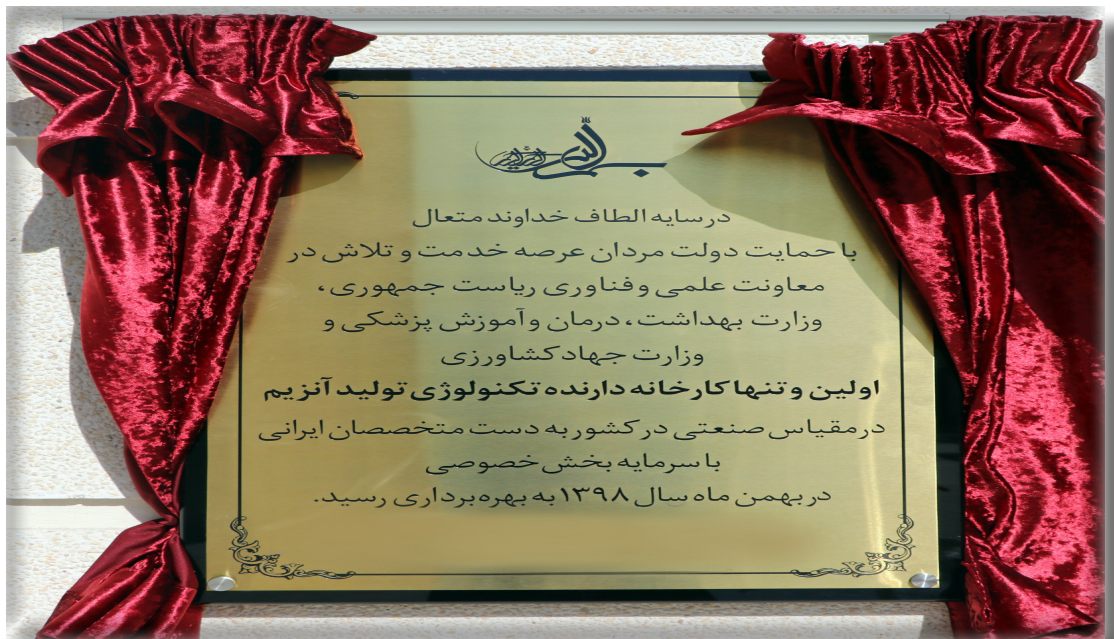 بسم الله الرحمن الرحیم
در سایه الطاف خداوند متعال
با حمایت دولت مردان عرصه خدمت و تلاش در
معاونت علمی و فناوری ریاست جمهوری،
وزارت بهداشت، درمان و آموزش پزشکی و
وزارت جهاد کشاورزی
اولین و تنها کارخانه دارنده تکنولوژی تولید آنزیم
در مقیاس صنعتی در کشور به دست متخصصان ایرانی
با سرمایه بخش خصوصی
در بهمن ماه سال ۱۳۹۸ به بهره برداری رسید.